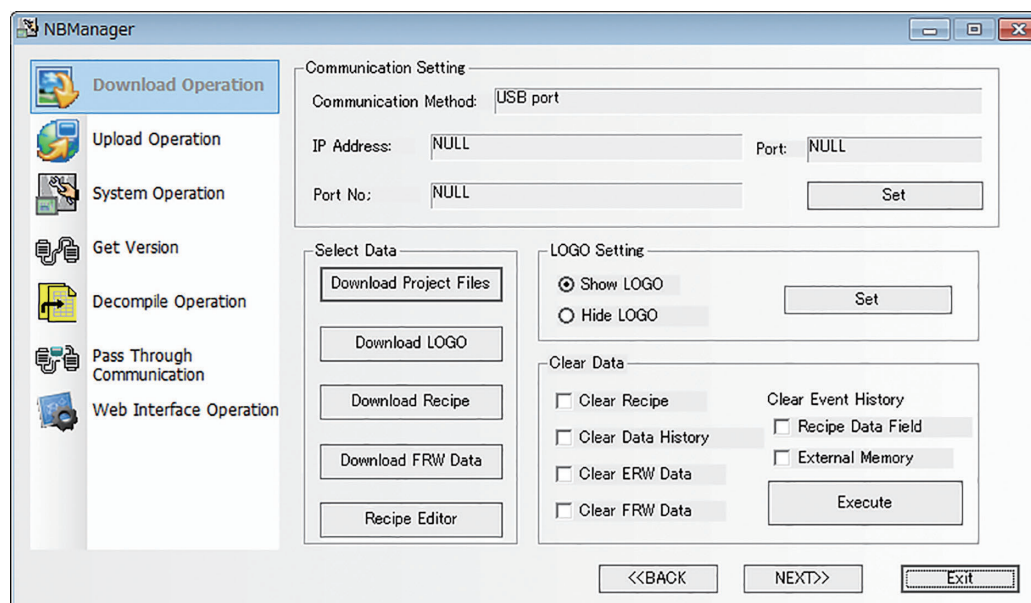 NBManager
Download Operation
Upload Operation
System Operation
Get Version
Decompile Operation
Pass Through
Communication
Web Interface Operation
Communication Setting
Communication Method: USB port
IP Address: NULL Port: NULL
Port No; NULL Set
Select Data
Download Project Files
Download LOGO
Download Recipe
Download FRW Data
Recipe Editor
LOGO Setting
Show LOGO
Hide LOGO
Set
Clear Data
Clear Recipe
Clear Data History
Clear ERW Data
Clear FRW Data
Clear Event History
Recipe Data Field
External Memory
Execute
<<BACK NEXT>> Exit